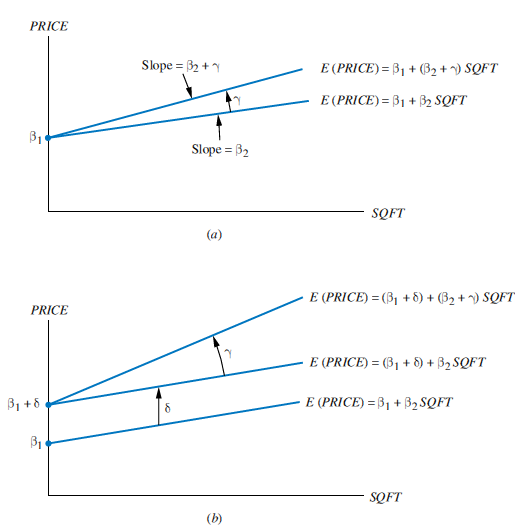 PRICE
Slope = β₂ + γ
E (PRICE) = β₁ + (β₂ + γ) SQFT
γ
E (PRICE) = β₁ + β₂ SQFT
β₁
Slope = β₂
SQFT
(a)
PRICE
E (PRICE) = (β₁ + δ) + (β₂ + γ) SQFT
γ
E (PRICE) = (β₁ + δ) + β₂ SQFT
β₁ + δ
δ
E (PRICE) = β₁ + β₂ SQFT
β₁
SQFT
(b)